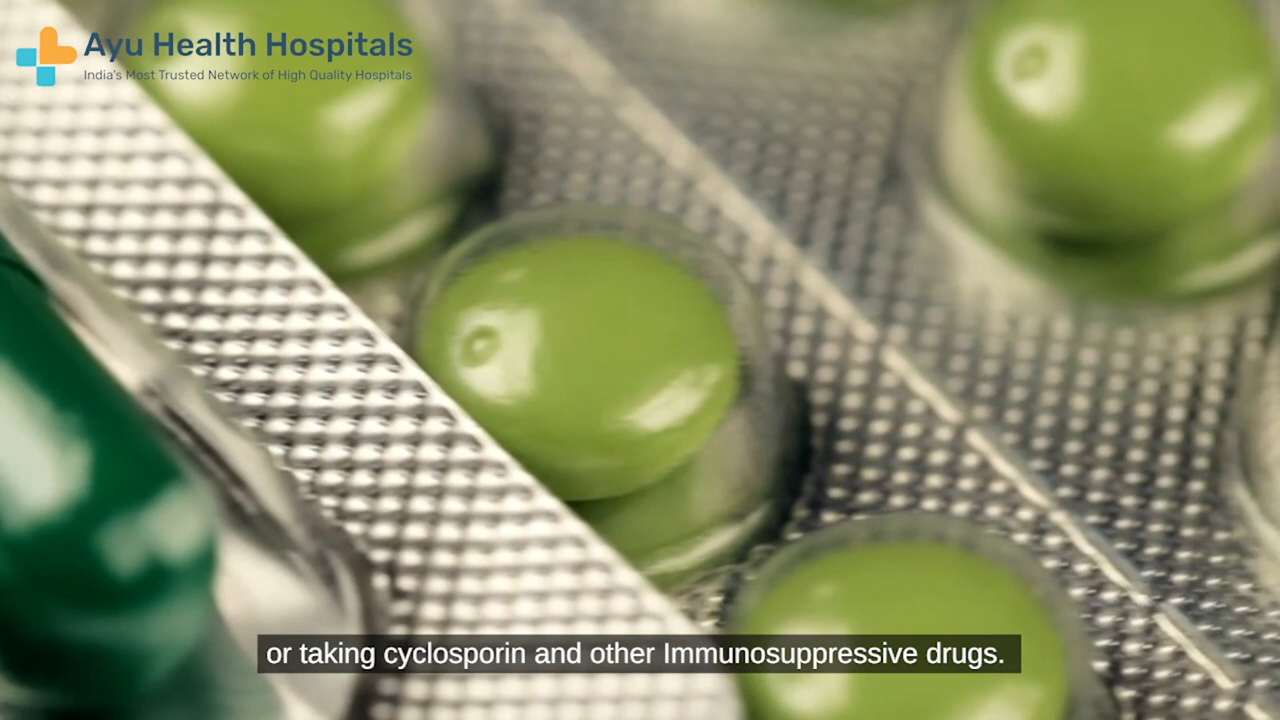 Ayu Health Hospitals
India's Most Trusted Network of High Quality Hospitals
or taking cyclosporin and other Immunosuppressive drugs.